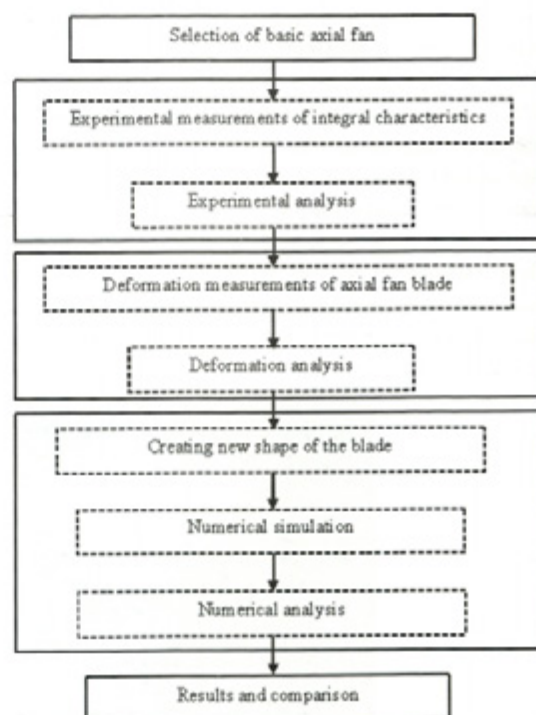 Selection of basic axial fan
Experimental measurements of integral characteristics
Experimental analysis
Deformation measurements of axial fan blade
Deformation analysis
Creating new shape of the blade
Numerical simulation
Numerical analysis
Results and comparison